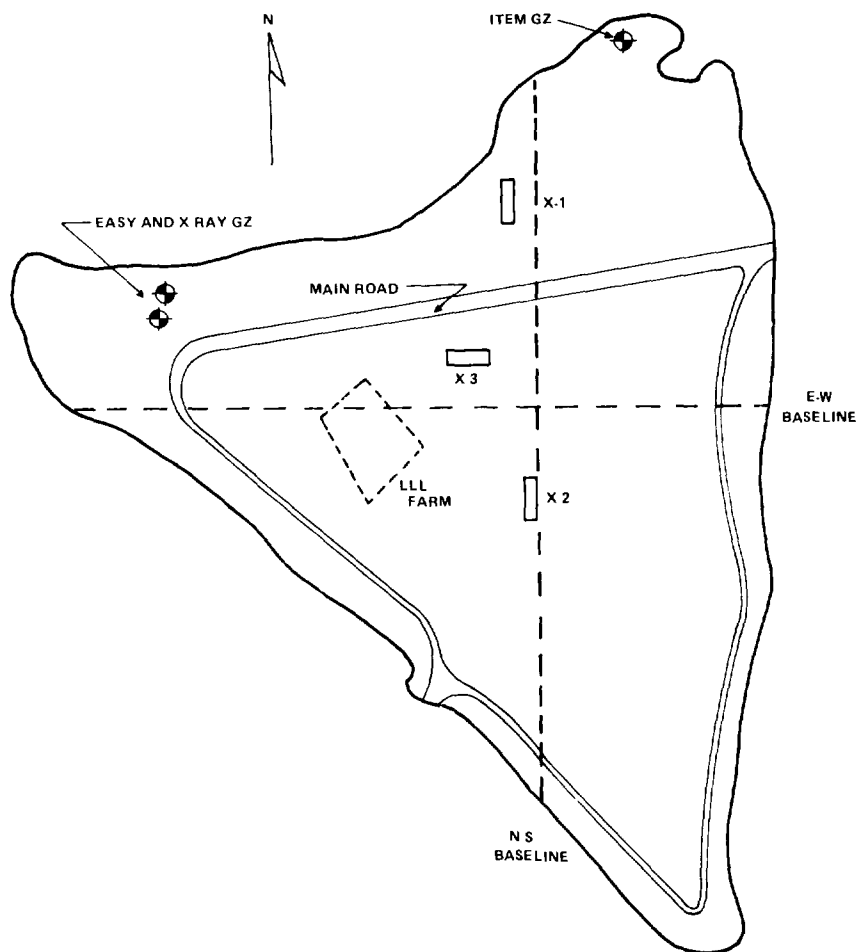 N
ITEM GZ
X-1
EASY AND X RAY GZ
MAIN ROAD
X 3
E-W
BASELINE
LLL
FARM
X 2
N S
BASELINE